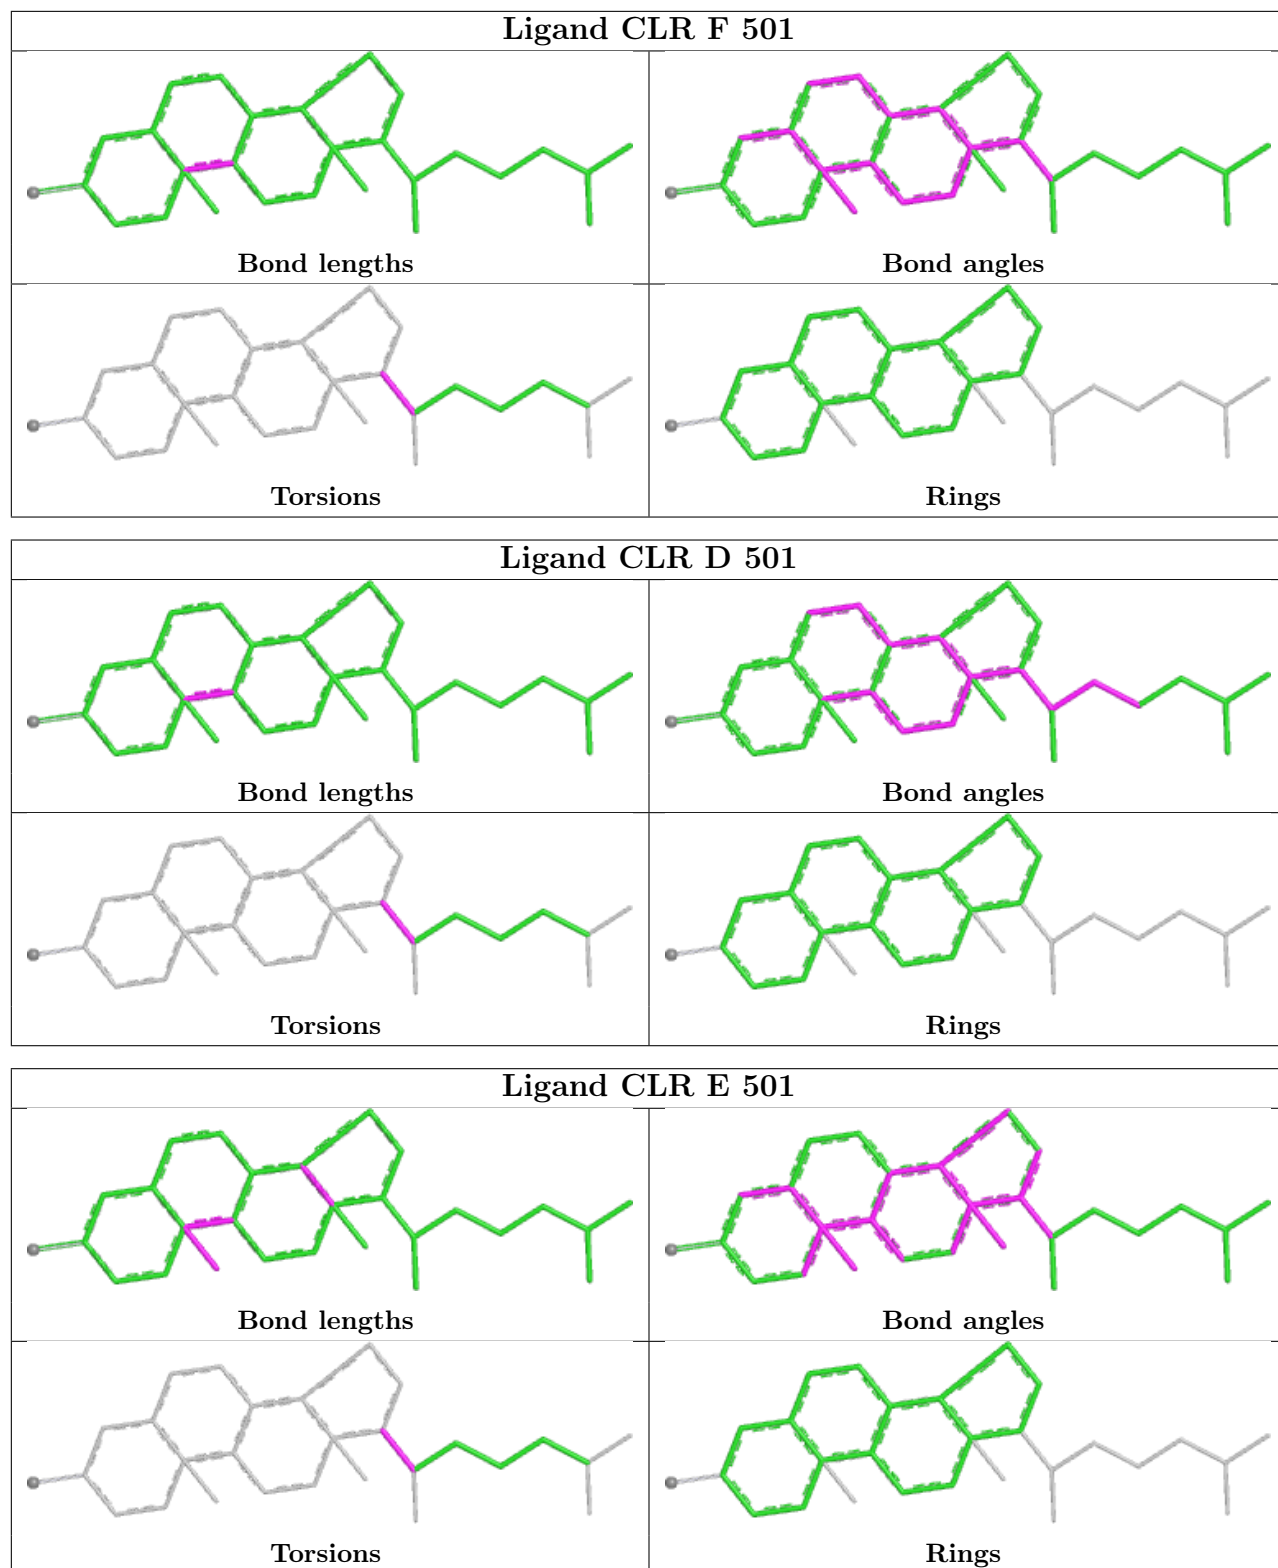 Ligand CLR F 501
Bond lengths
Bond angles
Torsions
Rings
Ligand CLR D 501
Bond lengths
Bond angles
Torsions
Rings
Ligand CLR E 501
Bond lengths
Bond angles
Torsions
Rings